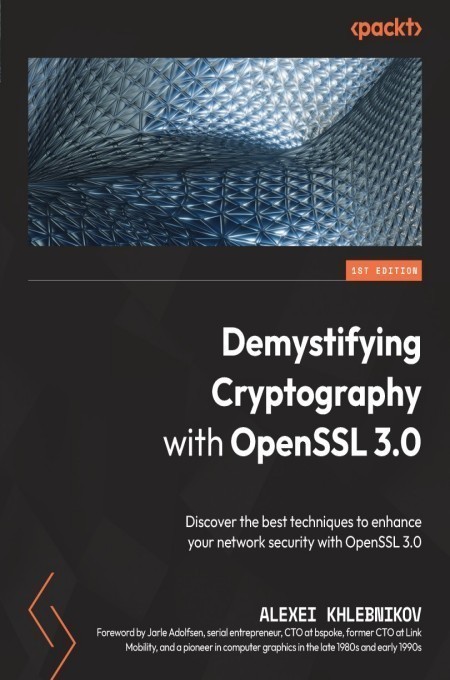 <packt>
1ST EDITION
Demystifying
Cryptography
with OpenSSL 3.0
Discover the best techniques to enhance
your network security with OpenSSL 3.0
ALEXEI KHLEBNIKOV
Foreword by Jarle Adolfsen, serial entrepreneur, CTO at bspoke, former CTO at Link
Mobility, and a pioneer in computer graphics in the late 1980s and early 1990s